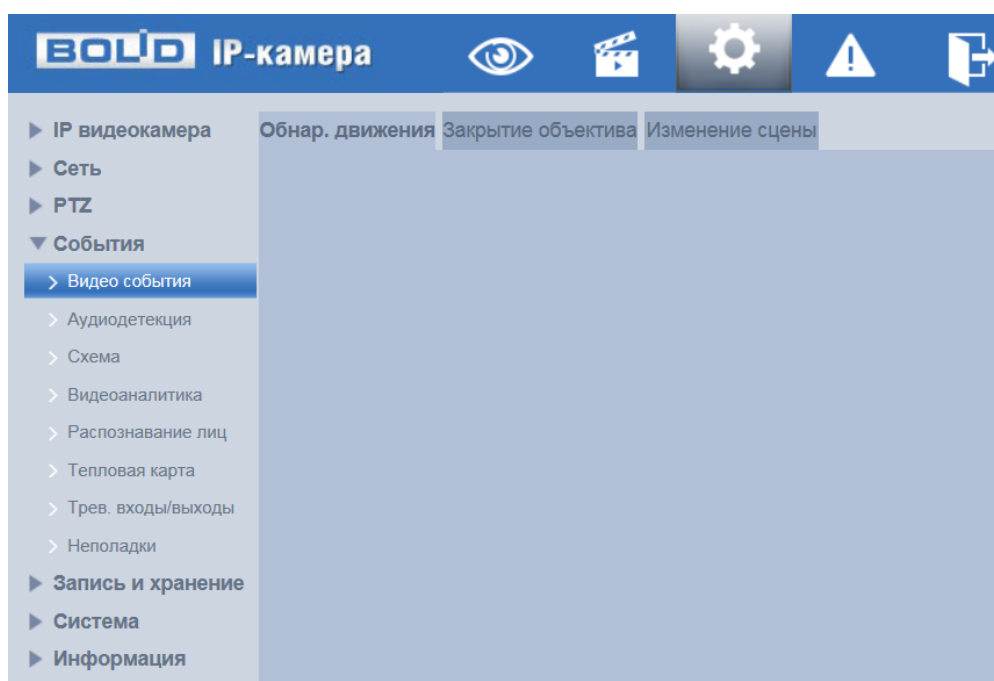 BOLID IP-камера
Обнар. движения Закрытие объектива Изменение сцены
IP видеокамера
Сеть
PTZ
События
Видео события
Аудиодетекция
Схема
Видеоаналитика
Распознавание лиц
Тепловая карта
Трев. входы/выходы
Неполадки
Запись и хранение
Система
Информация